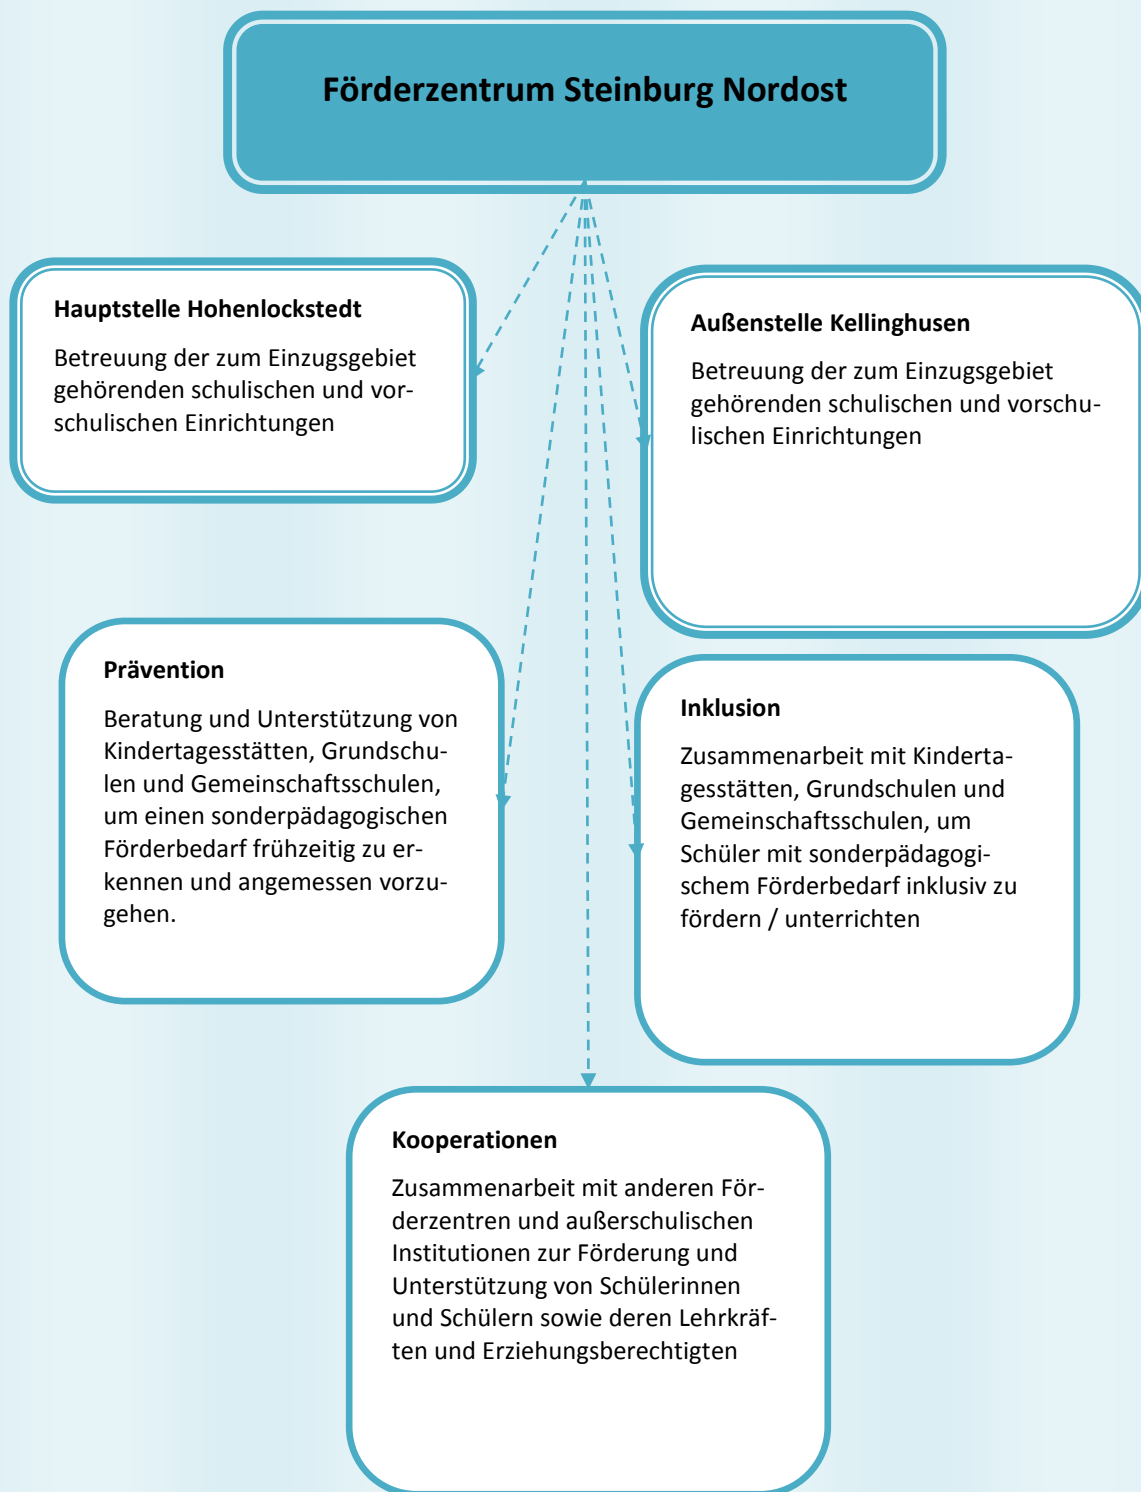 Förderzentrum Steinburg Nordost
Hauptstelle Hohenlockstedt
Betreuung der zum Einzugsgebiet
gehörenden schulischen und vor-
schulischen Einrichtungen
Außenstelle Kellinghusen
Betreuung der zum Einzugsgebiet
gehörenden schulischen und vorschu-
lischen Einrichtungen
Prävention
Beratung und Unterstützung von
Kindertagesstätten, Grundschu-
len und Gemeinschaftsschulen,
um einen sonderpädagogischen
Förderbedarf frühzeitig zu er-
kennen und angemessen vorzu-
gehen.
Inklusion
Zusammenarbeit mit Kinderta-
gesstätten, Grundschulen und
Gemeinschaftsschulen, um
Schüler mit sonderpädagogi-
schem Förderbedarf inklusiv zu
fördern / unterrichten
Kooperationen
Zusammenarbeit mit anderen För-
derzentren und außerschulischen
Institutionen zur Förderung und
Unterstützung von Schülerinnen
und Schülern sowie deren Lehrkräf-
ten und Erziehungsberechtigten